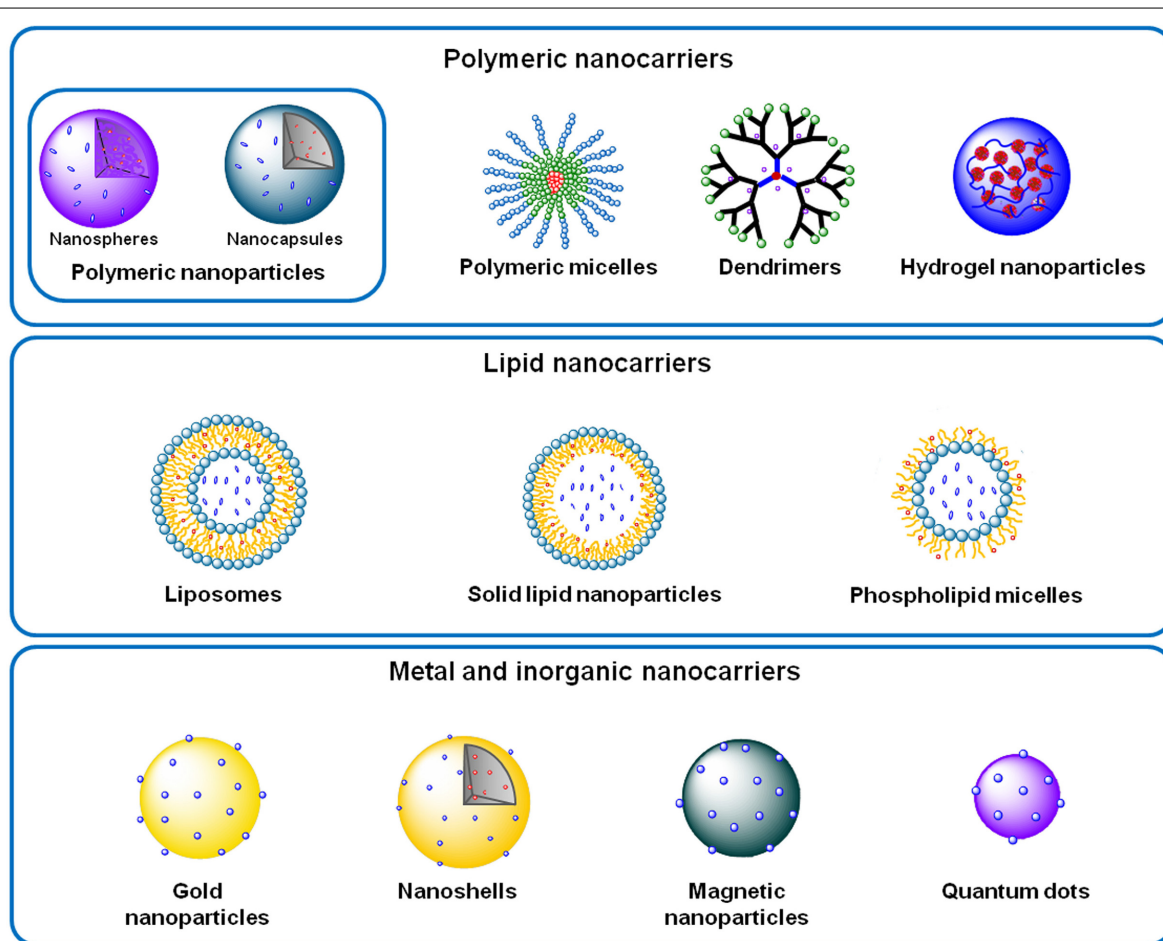 Polymeric nanocarriers
Nanospheres
Nanocapsules
Polymeric nanoparticles
Polymeric micelles
Dendrimers
Hydrogel nanoparticles
Lipid nanocarriers
Liposomes
Solid lipid nanoparticles
Phospholipid micelles
Metal and inorganic nanocarriers
Gold
nanoparticles
Nanoshells
Magnetic
nanoparticles
Quantum dots